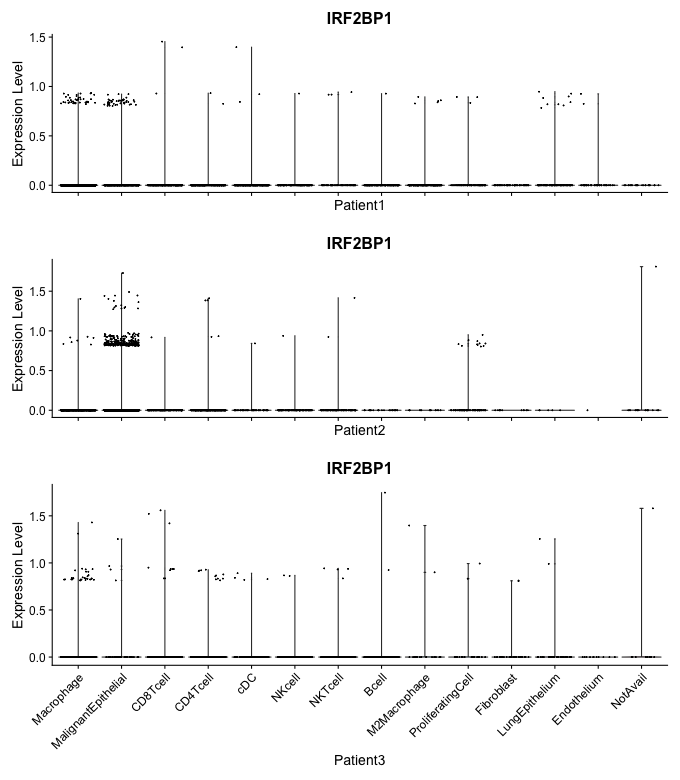 IRF2BP1
Expression Level
1.5
1.0
0.5
0.0
Patient1
IRF2BP1
Expression Level
1.5
1.0
0.5
0.0
Patient2
IRF2BP1
Expression Level
1.5
1.0
0.5
0.0
Macrophage
MalignantEpithelial
CD8Tcell
CD4Tcell
cDC
NKcell
NKTcell
Bcell
M2Macrophage
ProliferatingCell
Fibroblast
LungEpithelium
Endothelium
NotAvail
Patient3